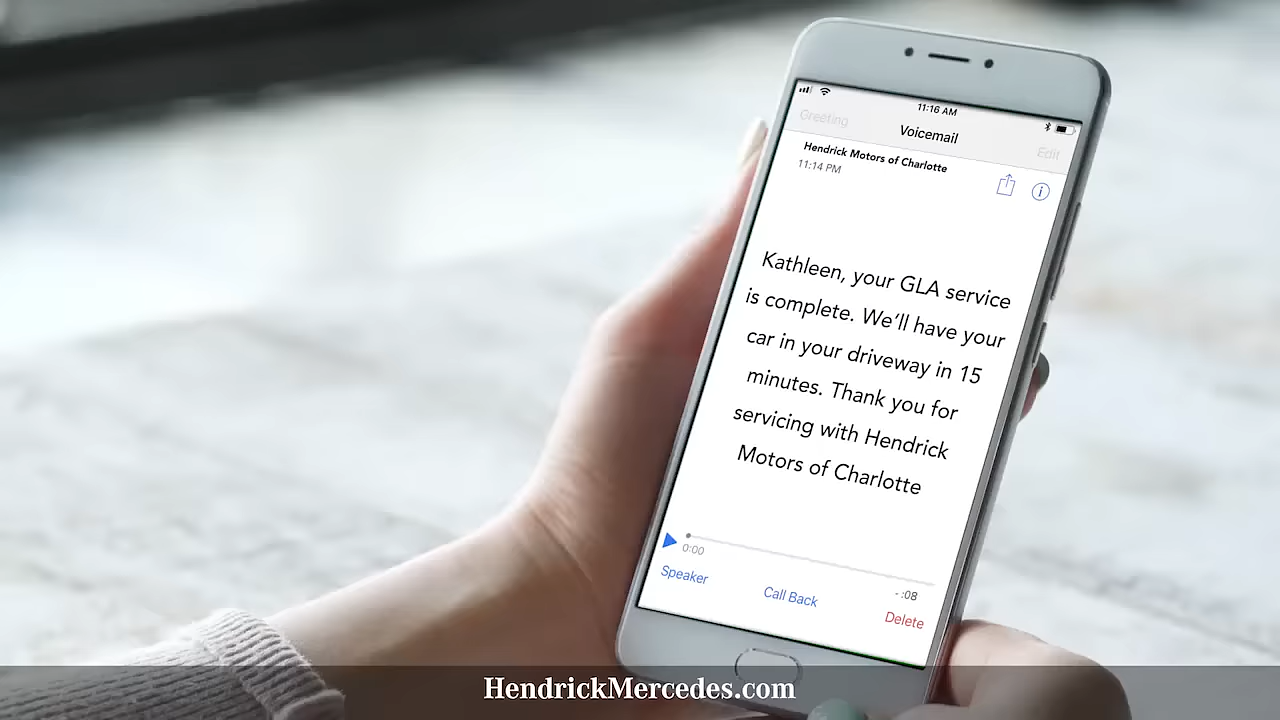 11:16 AM
Greeting
Voicemail
Edit
Hendrick Motors of Charlotte
11:14 PM
Kathleen, your GLA service
is complete. We'll have your
car in your driveway in 15
minutes. Thank you for
servicing with Hendrick
Motors of Charlotte
0:00
- :08
Speaker
Call Back
Delete
HendrickMercedes.com